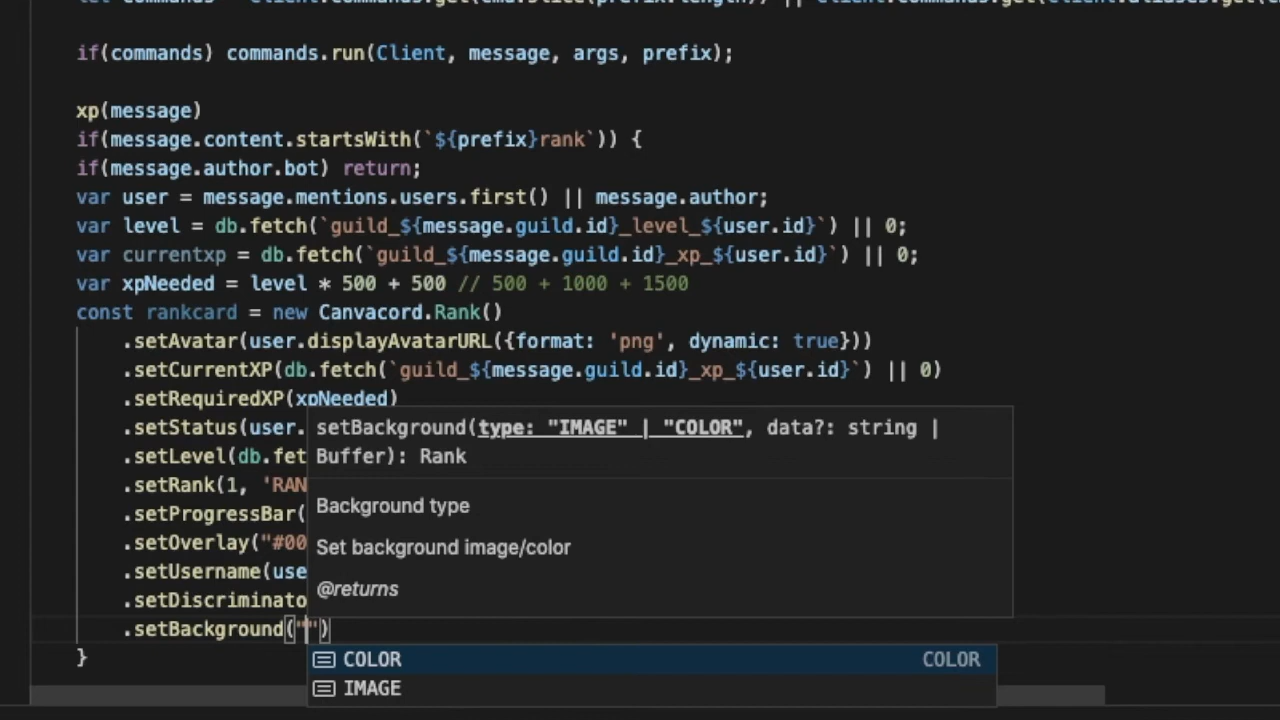 if(commands) commands.run(Client, message, args, prefix);
xp(message)
if(message.content.startsWith(`${prefix}rank`)) {
if(message.author.bot) return;
var user = message.mentions.users.first() || message.author;
var level = db.fetch(`guild_${message.guild.id}_level_${user.id}`) || 0;
var currentxp = db.fetch(`guild_${message.guild.id}_xp_${user.id}`) || 0;
var xpNeeded = level * 500 + 500 // 500 + 1000 + 1500
const rankcard = new Canvacord.Rank()
.setAvatar(user.displayAvatarURL({format: 'png', dynamic: true}))
.setCurrentXP(db.fetch(`guild_${message.guild.id}_xp_${user.id}`) || 0)
.setRequiredXP(xpNeeded)
.setStatus(user.
.setLevel(db.fet
.setRank(1, 'RAN
.setProgressBar(
.setOverlay("#00
.setUsername(use
.setDiscriminato
.setBackground("")
}
setBackground(type: "IMAGE" | "COLOR", data?: string |
Buffer): Rank
Background type
Set background image/color
@returns
COLOR COLOR
IMAGE